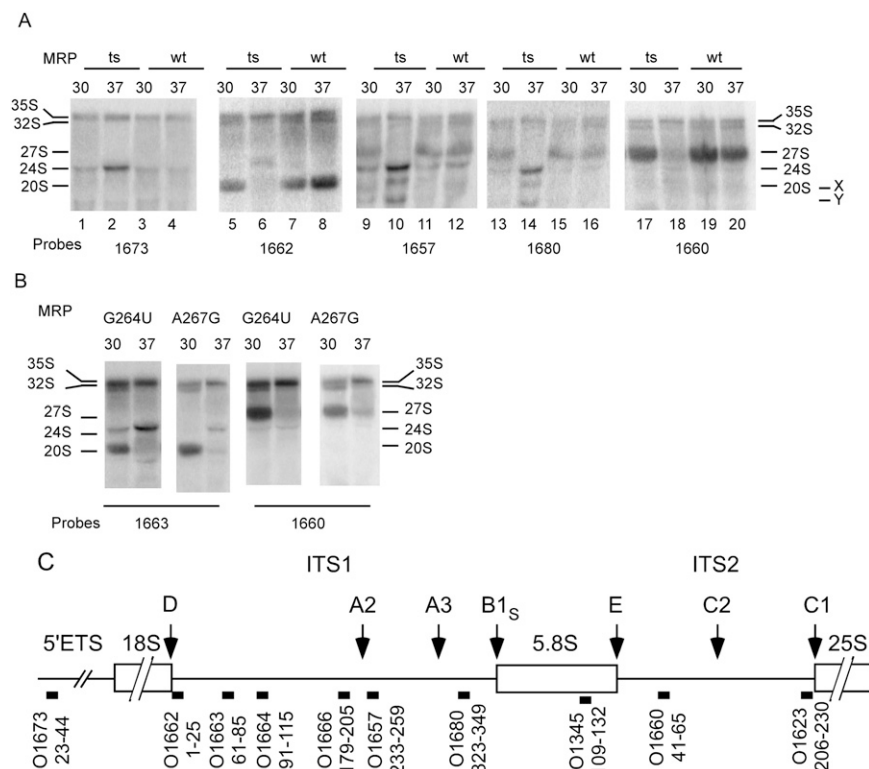 A
MRP ts wt ts wt ts wt ts wt ts wt
30 37 30 37 30 37 30 37 30 37 30 37 30 37 30 37 30 37 30 37
35S 35S
32S 32S
27S 27S
24S 24S
20S 20S X
Y
1 2 3 4 5 6 7 8 9 10 11 12 13 14 15 16 17 18 19 20
Probes 1673 1662 1657 1680 1660
B
MRP
G264U A267G G264U A267G
30 37 30 37 30 37 30 37
35S 35S
32S 32S
27S 27S
24S 24S
20S 20S
Probes 1663 1660
C
ITS1 ITS2
D A2 A3 B1S E C2 C1
5'ETS 18S 5.8S 25S
O1673 23-44
O1662 1-25
O1663 61-85
O1664 91-115
O1666 179-205
O1657 233-259
O1680 323-349
O1345 09-132
O1660 41-65
O1623 206-230